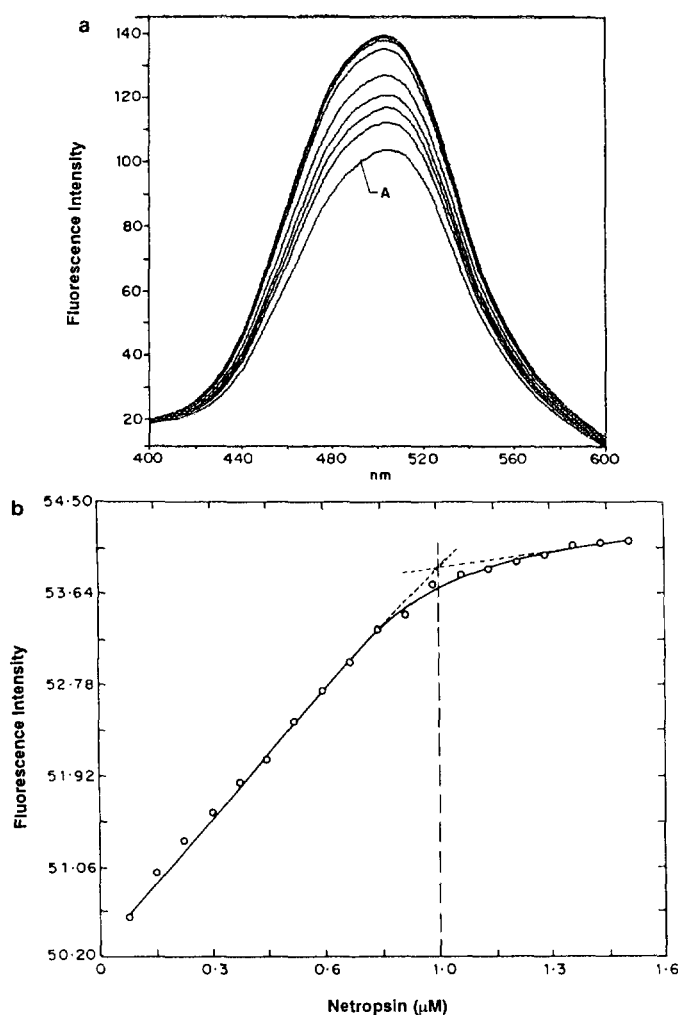 a
140
120
100
80
60
40
20
Fluorescence Intensity
A
400 440 480 520 560 600
nm
b
54·50
53·64
52·78
51·92
51·06
50·20
Fluorescence Intensity
0 0·3 0·6 1·0 1·3 1·6
Netropsin (μM)